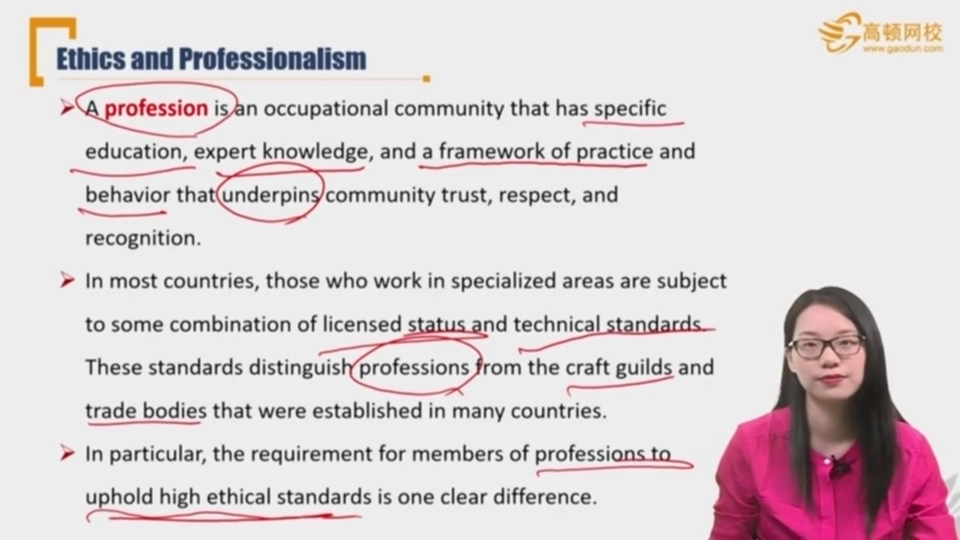 高顿网校
www.gaodun.com
Ethics and Professionalism
A profession is an occupational community that has specific
education, expert knowledge, and a framework of practice and
behavior that underpins community trust, respect, and
recognition.
In most countries, those who work in specialized areas are subject
to some combination of licensed status and technical standards.
These standards distinguish professions from the craft guilds and
trade bodies that were established in many countries.
In particular, the requirement for members of professions to
uphold high ethical standards is one clear difference.